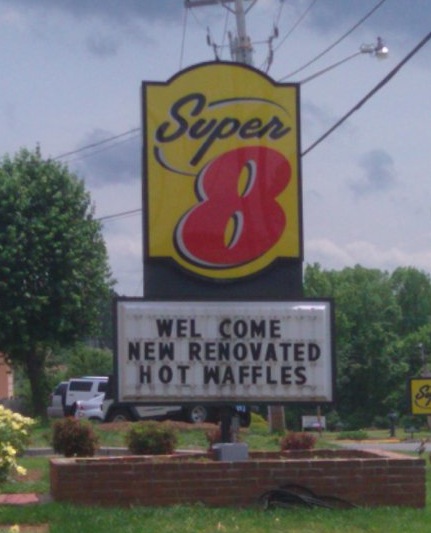 Super
8
WEL COME
NEW RENOVATED
HOT WAFFLES